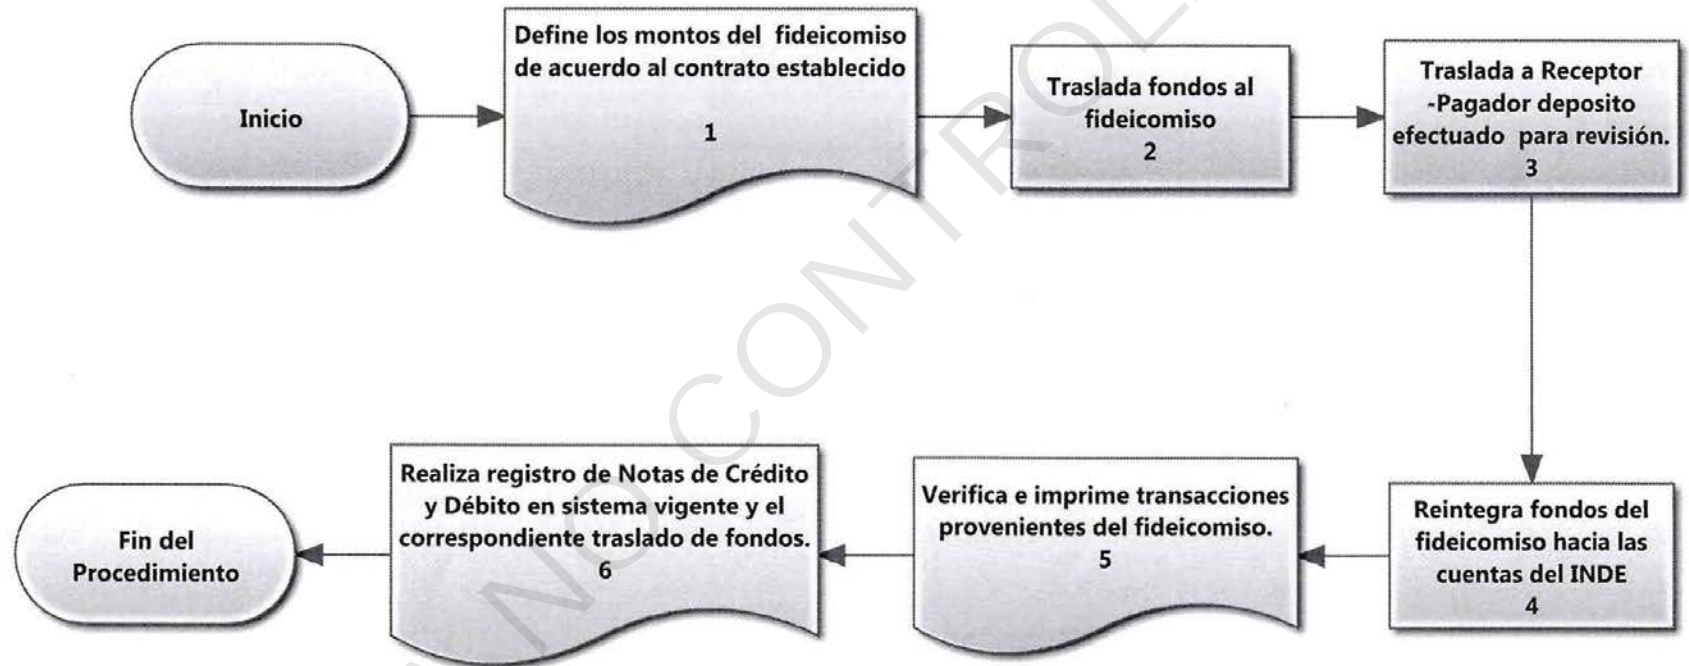 Inicio
Define los montos del fideicomiso
de acuerdo al contrato establecido
1
Traslada fondos al
fideicomiso
2
Traslada a Receptor
-Pagador deposito
efectuado para revisión.
3
Reintegra fondos del
fideicomiso hacia las
cuentas del INDE
4
Verifica e imprime transacciones
provenientes del fideicomiso.
5
Realiza registro de Notas de Crédito
y Débito en sistema vigente y el
correspondiente traslado de fondos.
6
Fin del
Procedimiento
NO CONTROL